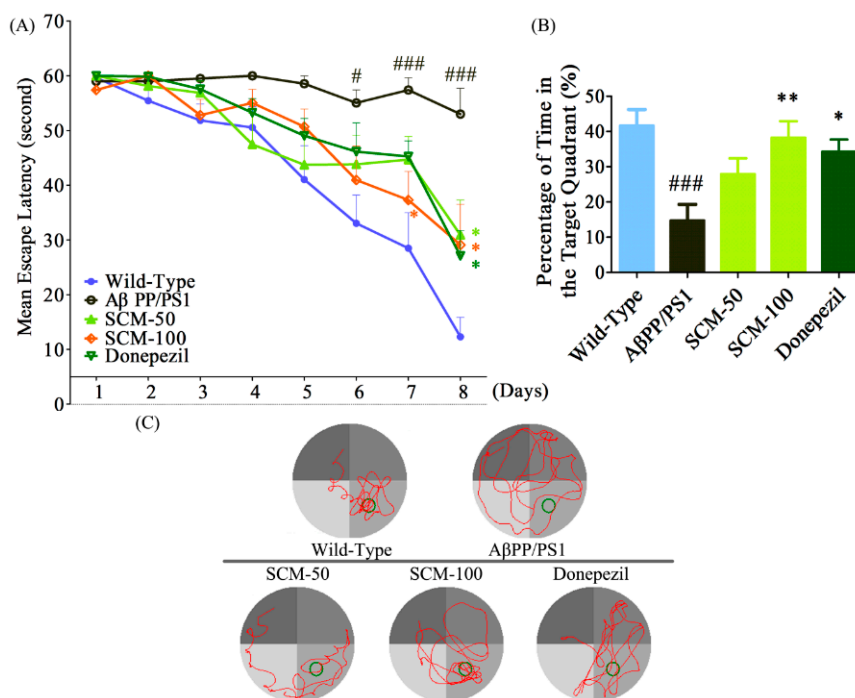 (A)
Mean Escape Latency (second)
70
60
50
40
30
20
10
0
# ### ###
*
*
*
*
Wild-Type
Aβ PP/PS1
SCM-50
SCM-100
Donepezil
1 2 3 4 5 6 7 8 (Days)
(B)
Percentage of Time in
the Target Quadrant (%)
50
40
30
20
10
0
###
**
*
Wild-Type
AβPP/PS1
SCM-50
SCM-100
Donepezil
(C)
Wild-Type AβPP/PS1
SCM-50 SCM-100 Donepezil